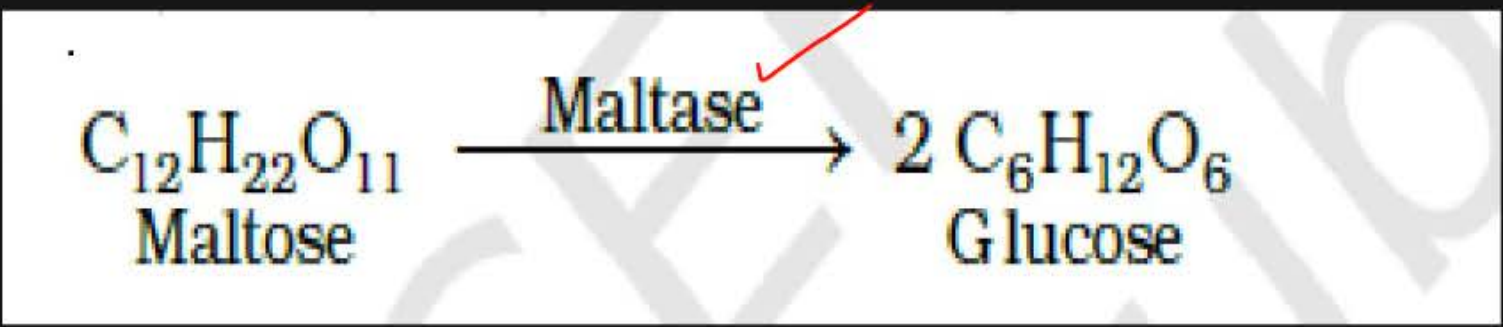 Maltase
C₁₂H₂₂O₁₁ ⟶ 2 C₆H₁₂O₆
Maltose Glucose